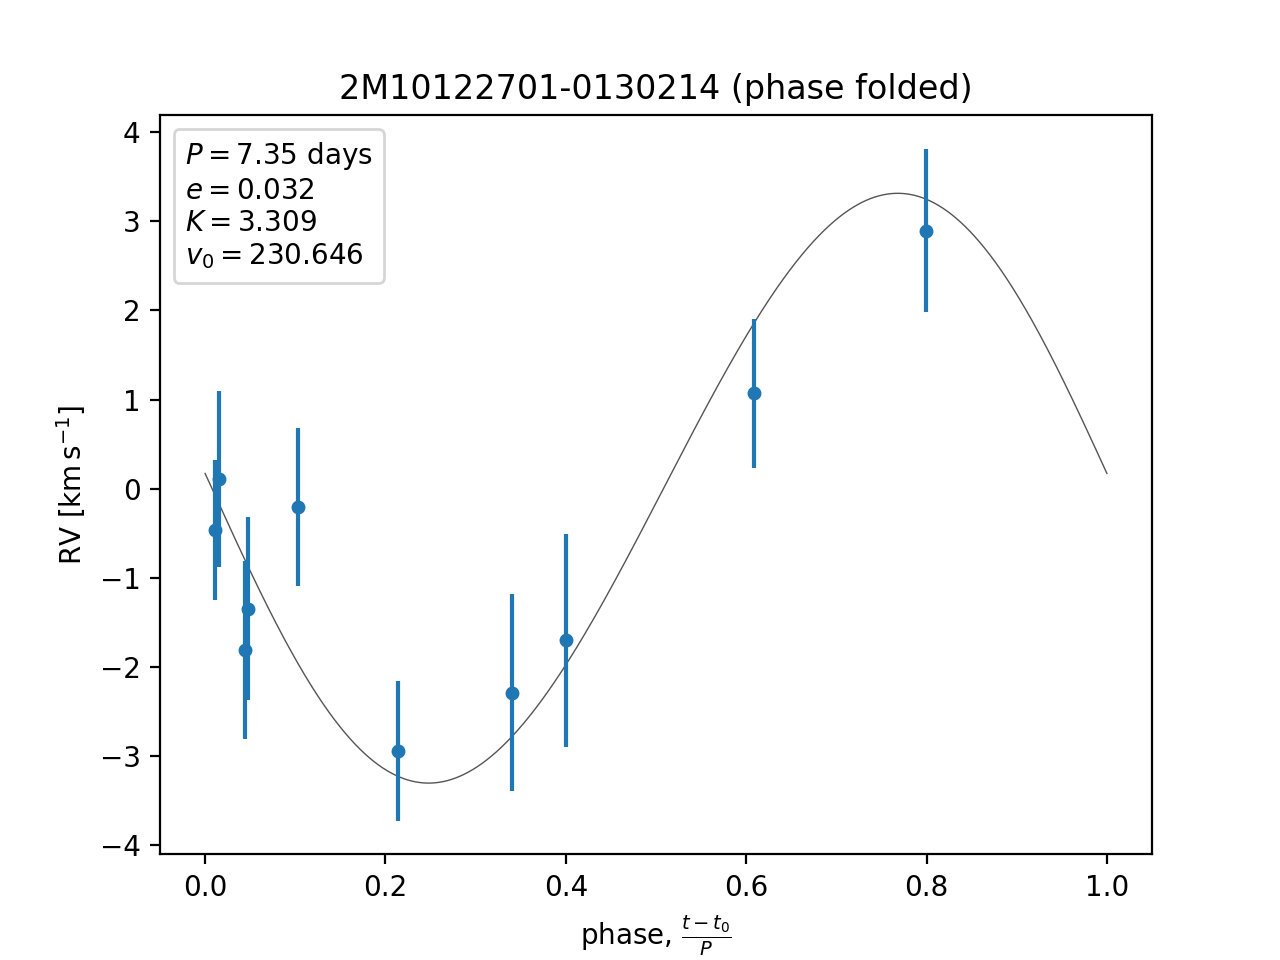 2M10122701-0130214 (phase folded)
P = 7.35 days
e = 0.032
K = 3.309
v₀ = 230.646
4
3
2
1
0
−1
−2
−3
−4
RV [km s⁻¹]
0.0 0.2 0.4 0.6 0.8 1.0
phase, (t − t₀)/P